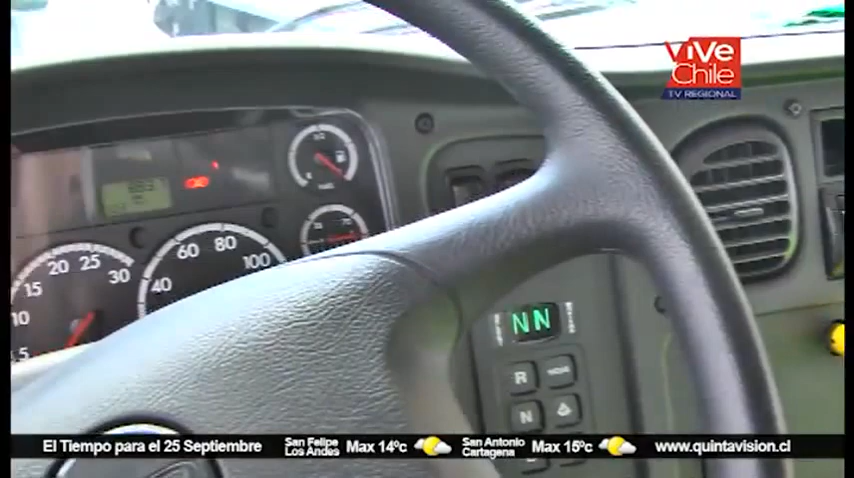 ViVe
Chile
TV REGIONAL
5
10
15
20
25
30
40
60
80
100
N N
R
MODE
N
El Tiempo para el 25 Septiembre
San Felipe
Los Andes
Max 14ºc
San Antonio
Cartagena
Max 15ºc
www.quintavision.cl